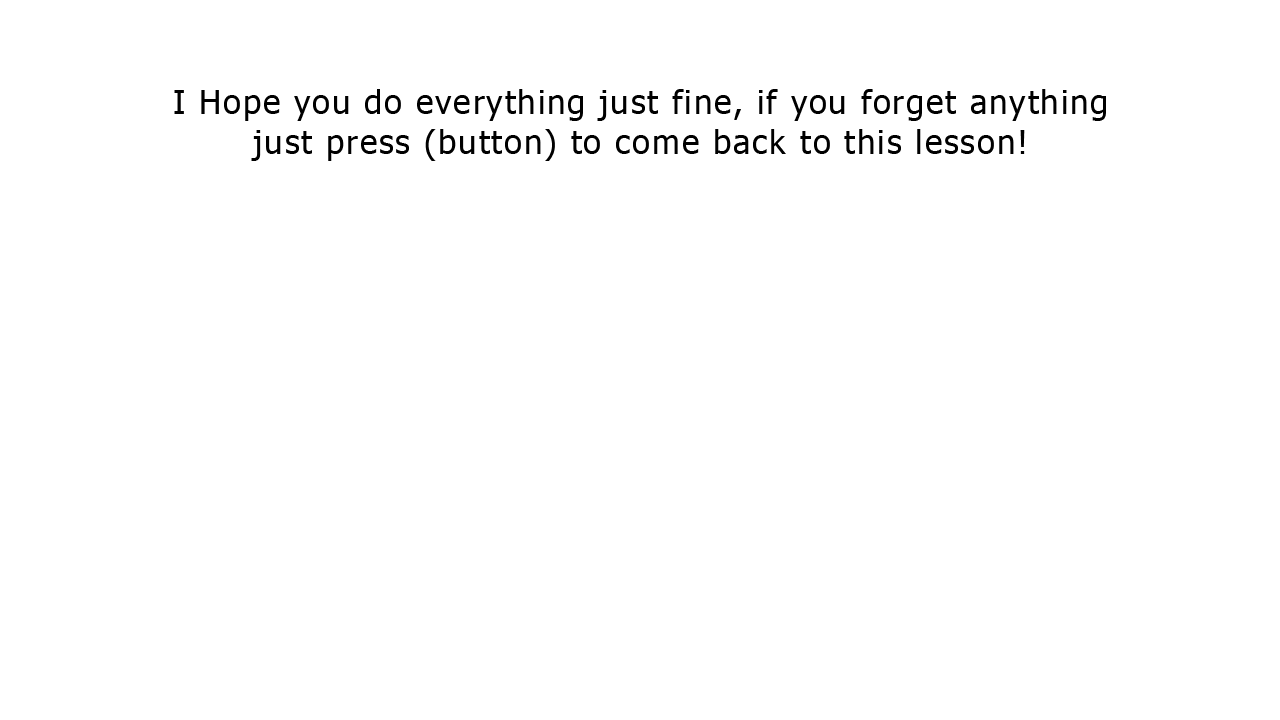 I Hope you do everything just fine, if you forget anything
just press (button) to come back to this lesson!